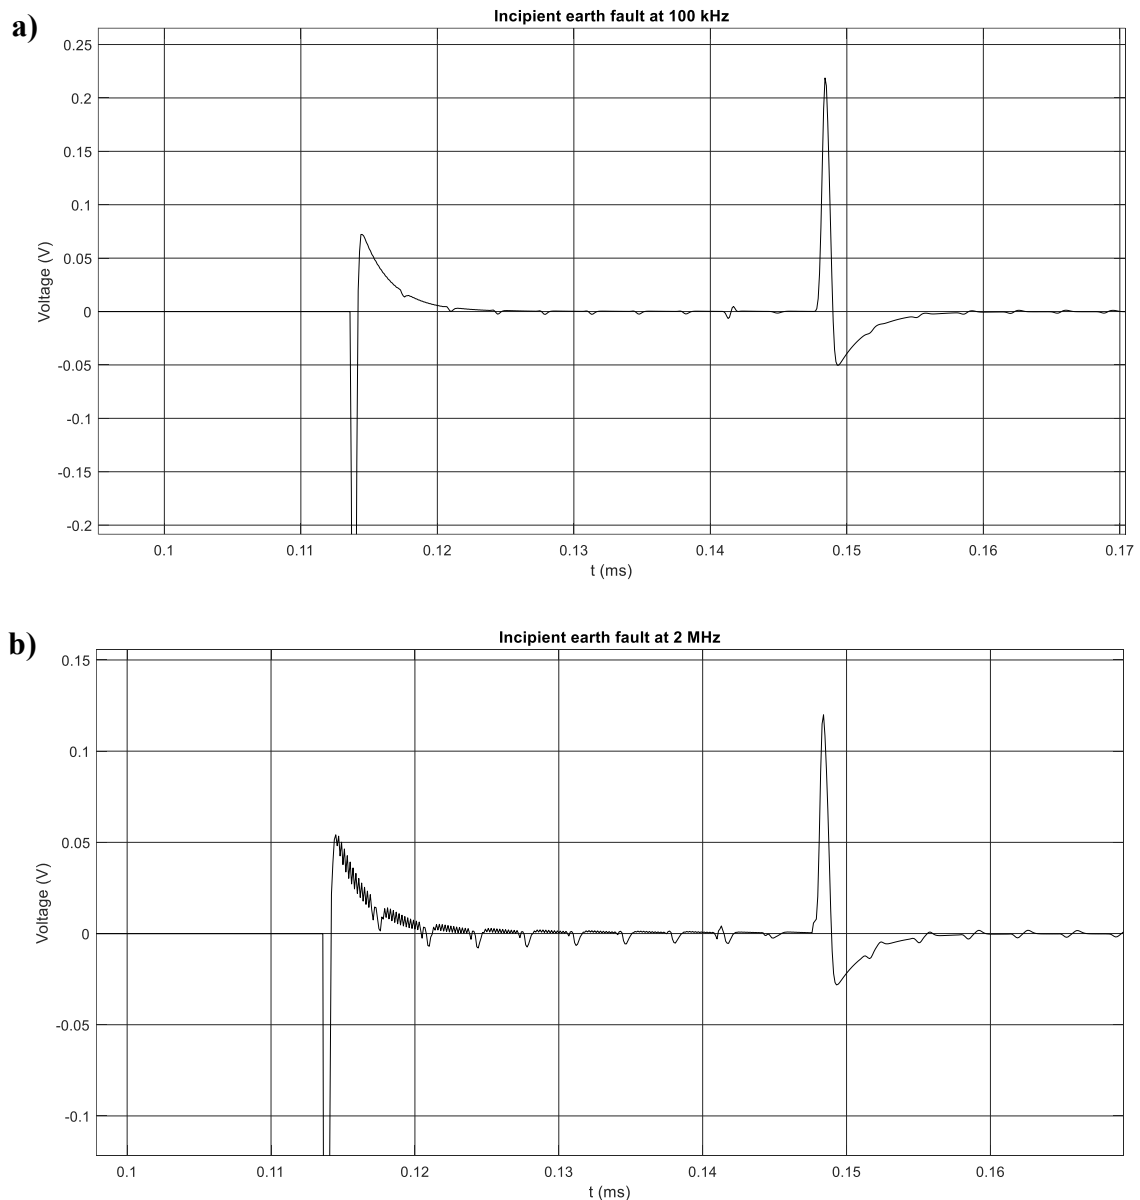 a)
Incipient earth fault at 100 kHz
0.25
0.2
0.15
0.1
0.05
0
-0.05
-0.1
-0.15
-0.2
Voltage (V)
0.1 0.11 0.12 0.13 0.14 0.15 0.16 0.17
t (ms)
b)
Incipient earth fault at 2 MHz
0.15
0.1
0.05
0
-0.05
-0.1
Voltage (V)
0.1 0.11 0.12 0.13 0.14 0.15 0.16
t (ms)